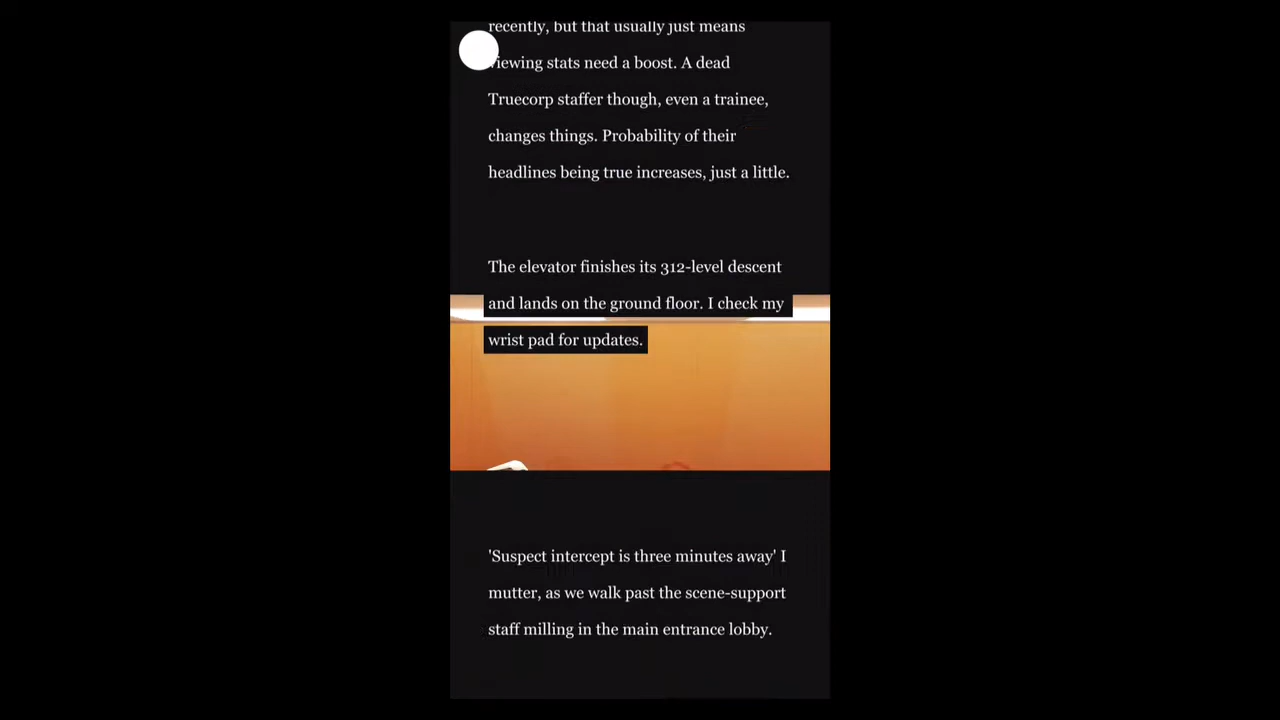 recently, but that usually just means
viewing stats need a boost. A dead
Truecorp staffer though, even a trainee,
changes things. Probability of their
headlines being true increases, just a little.
The elevator finishes its 312-level descent
and lands on the ground floor. I check my
wrist pad for updates.
'Suspect intercept is three minutes away' I
mutter, as we walk past the scene-support
staff milling in the main entrance lobby.